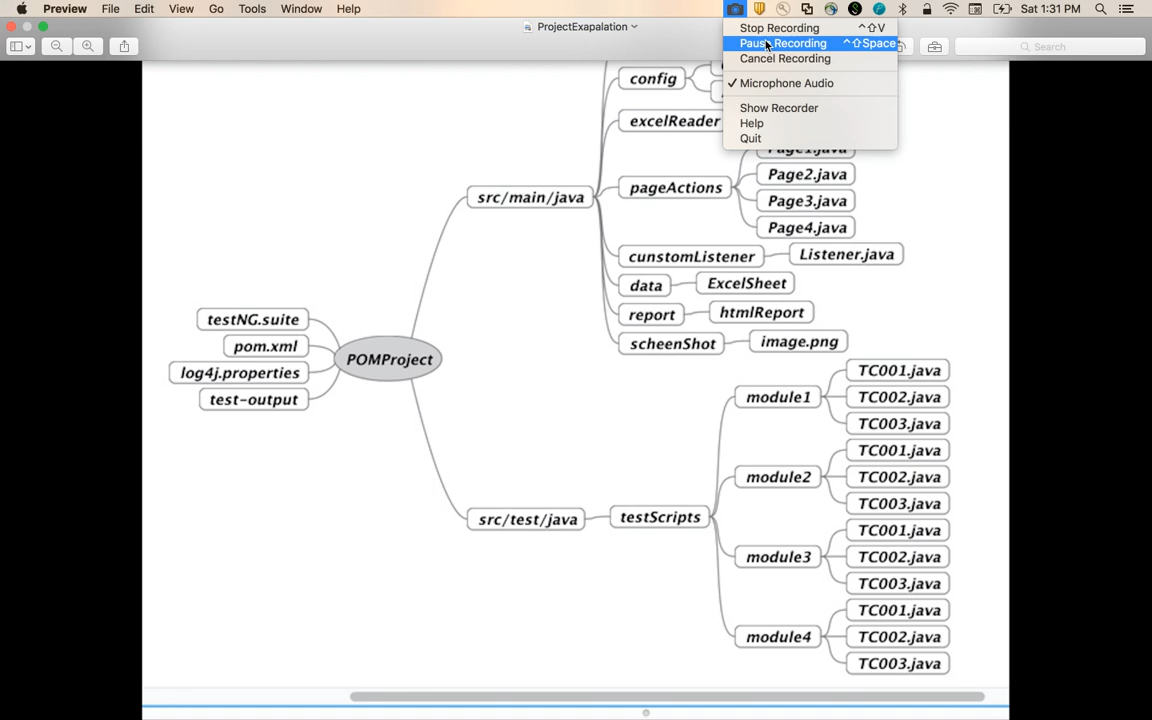 Preview File Edit View Go Tools Window Help Sat 1:31 PM
ProjectExapalation
Search
Stop Recording ^⇧V
Pause Recording ^⇧Space
Cancel Recording
✓ Microphone Audio
Show Recorder
Help
Quit
config
excelReader
Page1.java
Page2.java
pageActions
src/main/java
Page3.java
Page4.java
cunstomListener
Listener.java
data
ExcelSheet
report
htmlReport
scheenShot
image.png
testNG.suite
pom.xml
POMProject
log4j.properties
test-output
src/test/java
testScripts
module1
TC001.java
TC002.java
TC003.java
module2
TC001.java
TC002.java
TC003.java
module3
TC001.java
TC002.java
TC003.java
module4
TC001.java
TC002.java
TC003.java